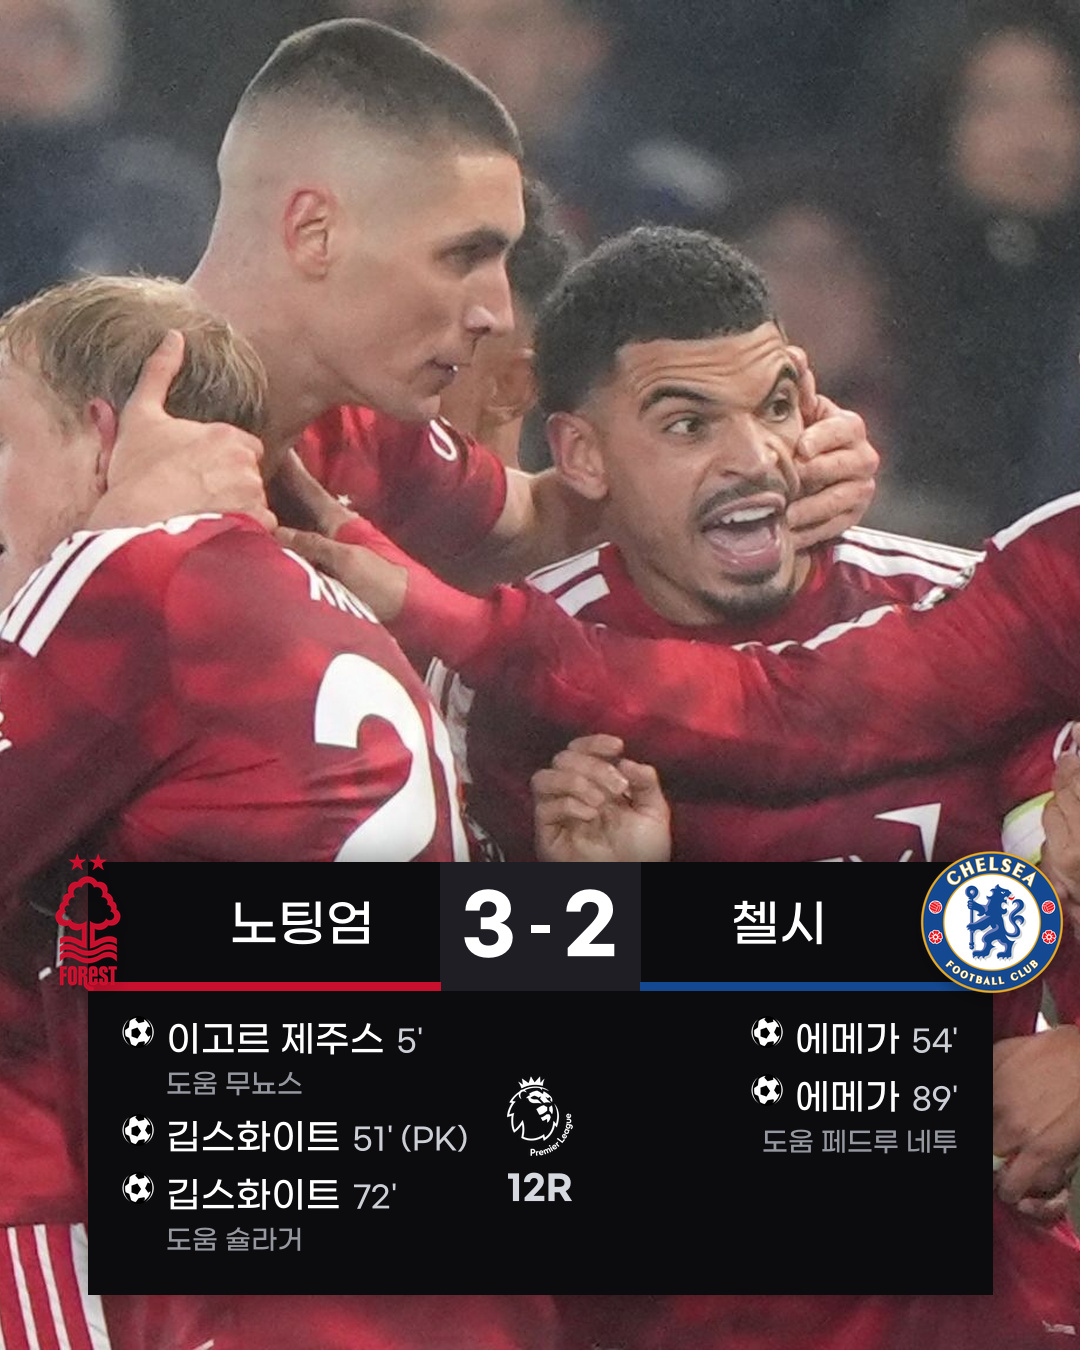 노팅엄 3 - 2 첼시
FOREST
CHELSEA
FOOTBALL CLUB
이고르 제주스 5'
도움 무뇨스
깁스화이트 51' (PK)
깁스화이트 72'
도움 슐라거
에메가 54'
에메가 89'
도움 페드루 네투
Premier League
12R